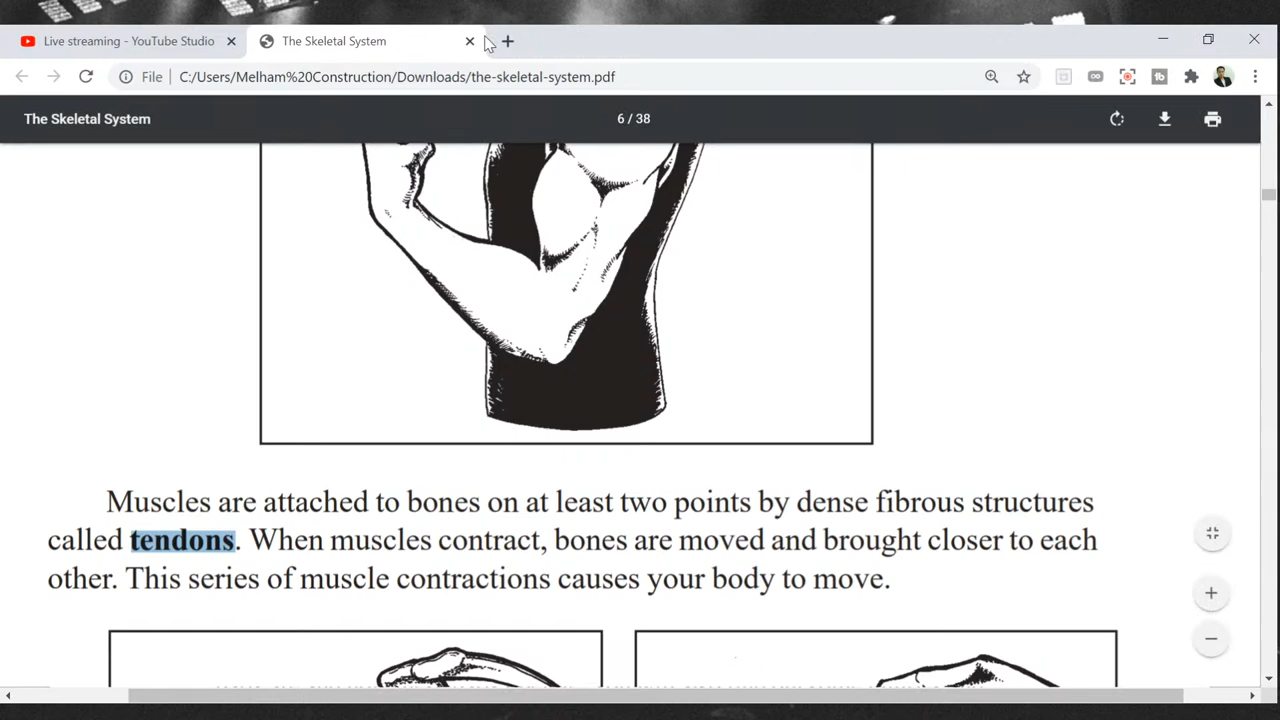 Live streaming - YouTube Studio
The Skeletal System
File
C:/Users/Melham%20Construction/Downloads/the-skeletal-system.pdf
The Skeletal System
6 / 38
Muscles are attached to bones on at least two points by dense fibrous structures
called tendons. When muscles contract, bones are moved and brought closer to each
other. This series of muscle contractions causes your body to move.